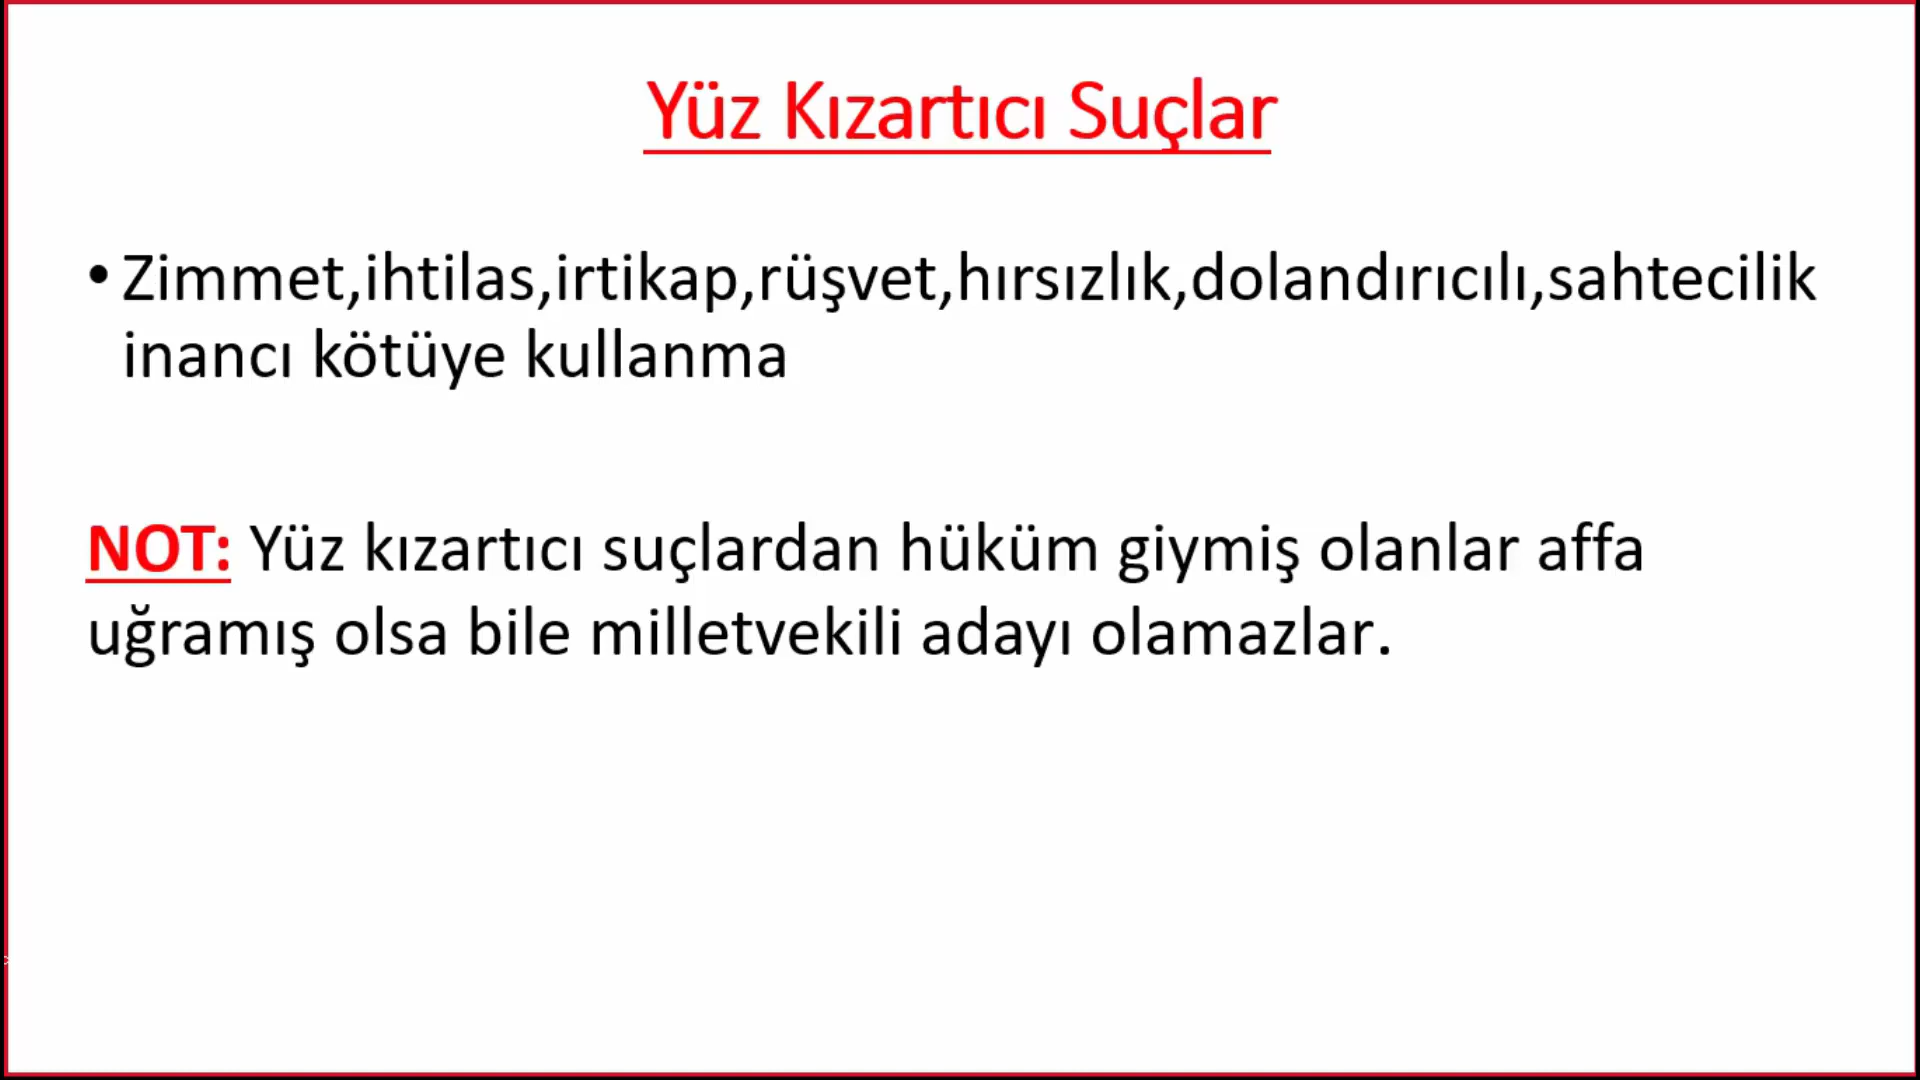 Yüz Kızartıcı Suçlar
• Zimmet,ihtilas,irtikap,rüşvet,hırsızlık,dolandırıcılı,sahtecilik
inancı kötüye kullanma
NOT: Yüz kızartıcı suçlardan hüküm giymiş olanlar affa
uğramış olsa bile milletvekili adayı olamazlar.